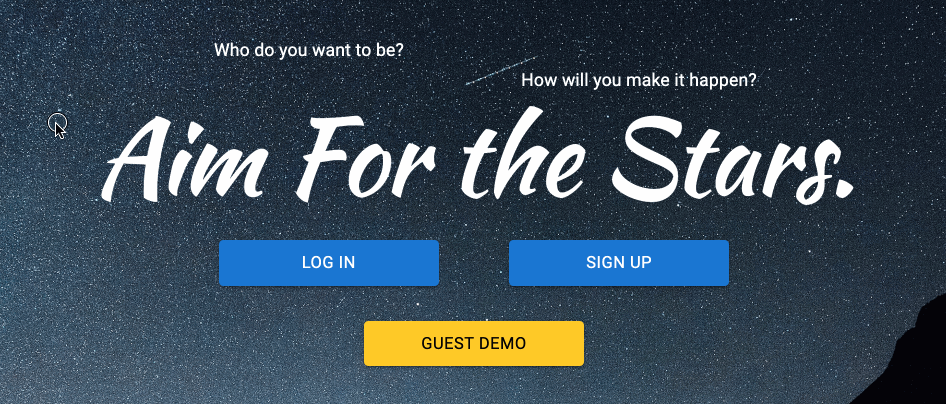 Who do you want to be?
How will you make it happen?
Aim For the Stars.
LOG IN
SIGN UP
GUEST DEMO